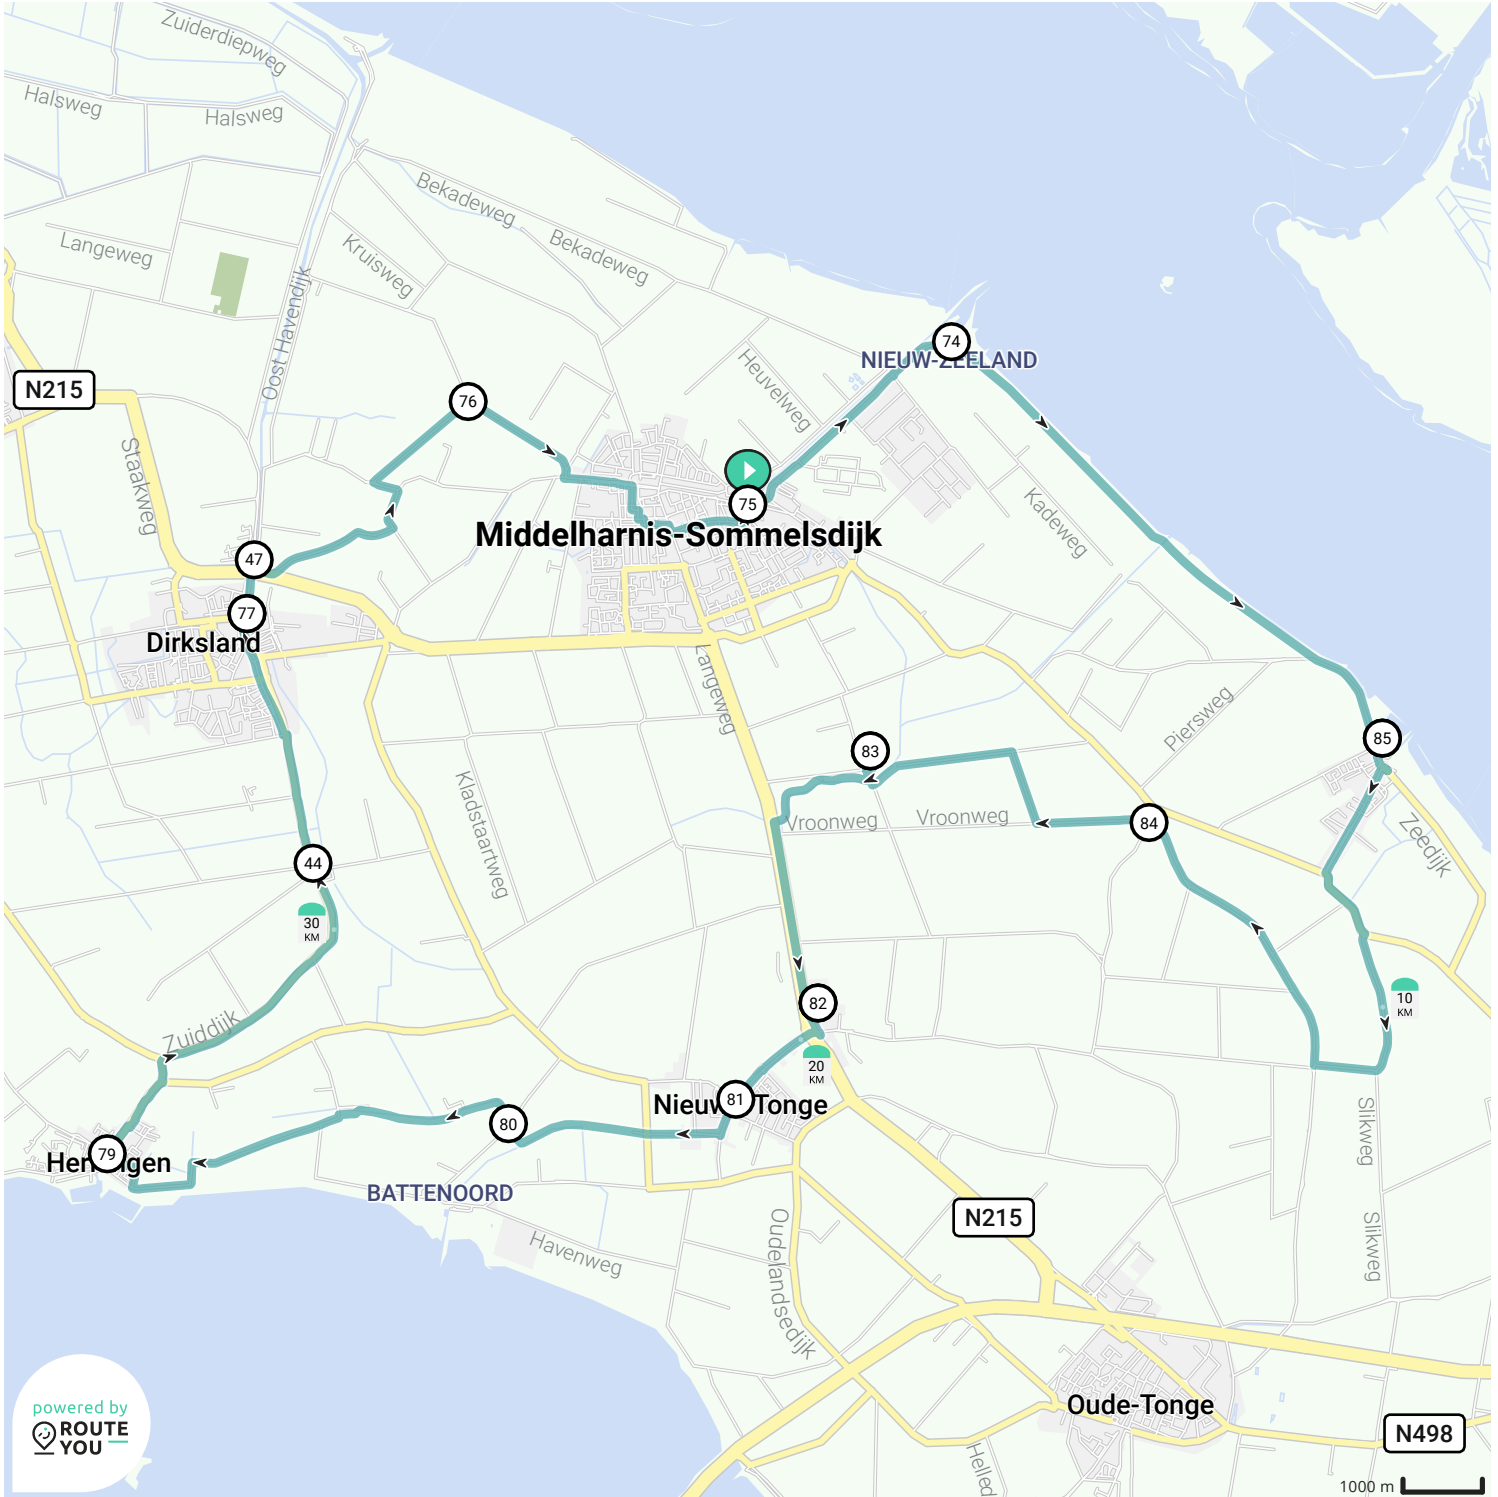 Zuiderdiepweg
Halsweg
Halsweg
Bekadeweg
Bekadeweg
Langeweg
Kruisweg
Oost Havendijk
74
NIEUW-ZEELAND
Heuvelweg
N215
76
Staakweg
75
Middelharnis-Sommelsdijk
Kadeweg
47
77
Dirksland
Langeweg
Piersweg
85
83
Kladstaartweg
Vroonweg
Vroonweg
84
Zeedijk
44
30
KM
10
KM
82
Zuiddijk
20
KM
81
80
79
BATTENOORD
Slikweg
N215
Havenweg
Oudelandsedijk
Slikweg
Oude-Tonge
powered by
ROUTE
YOU
N498
Helled
1000 m